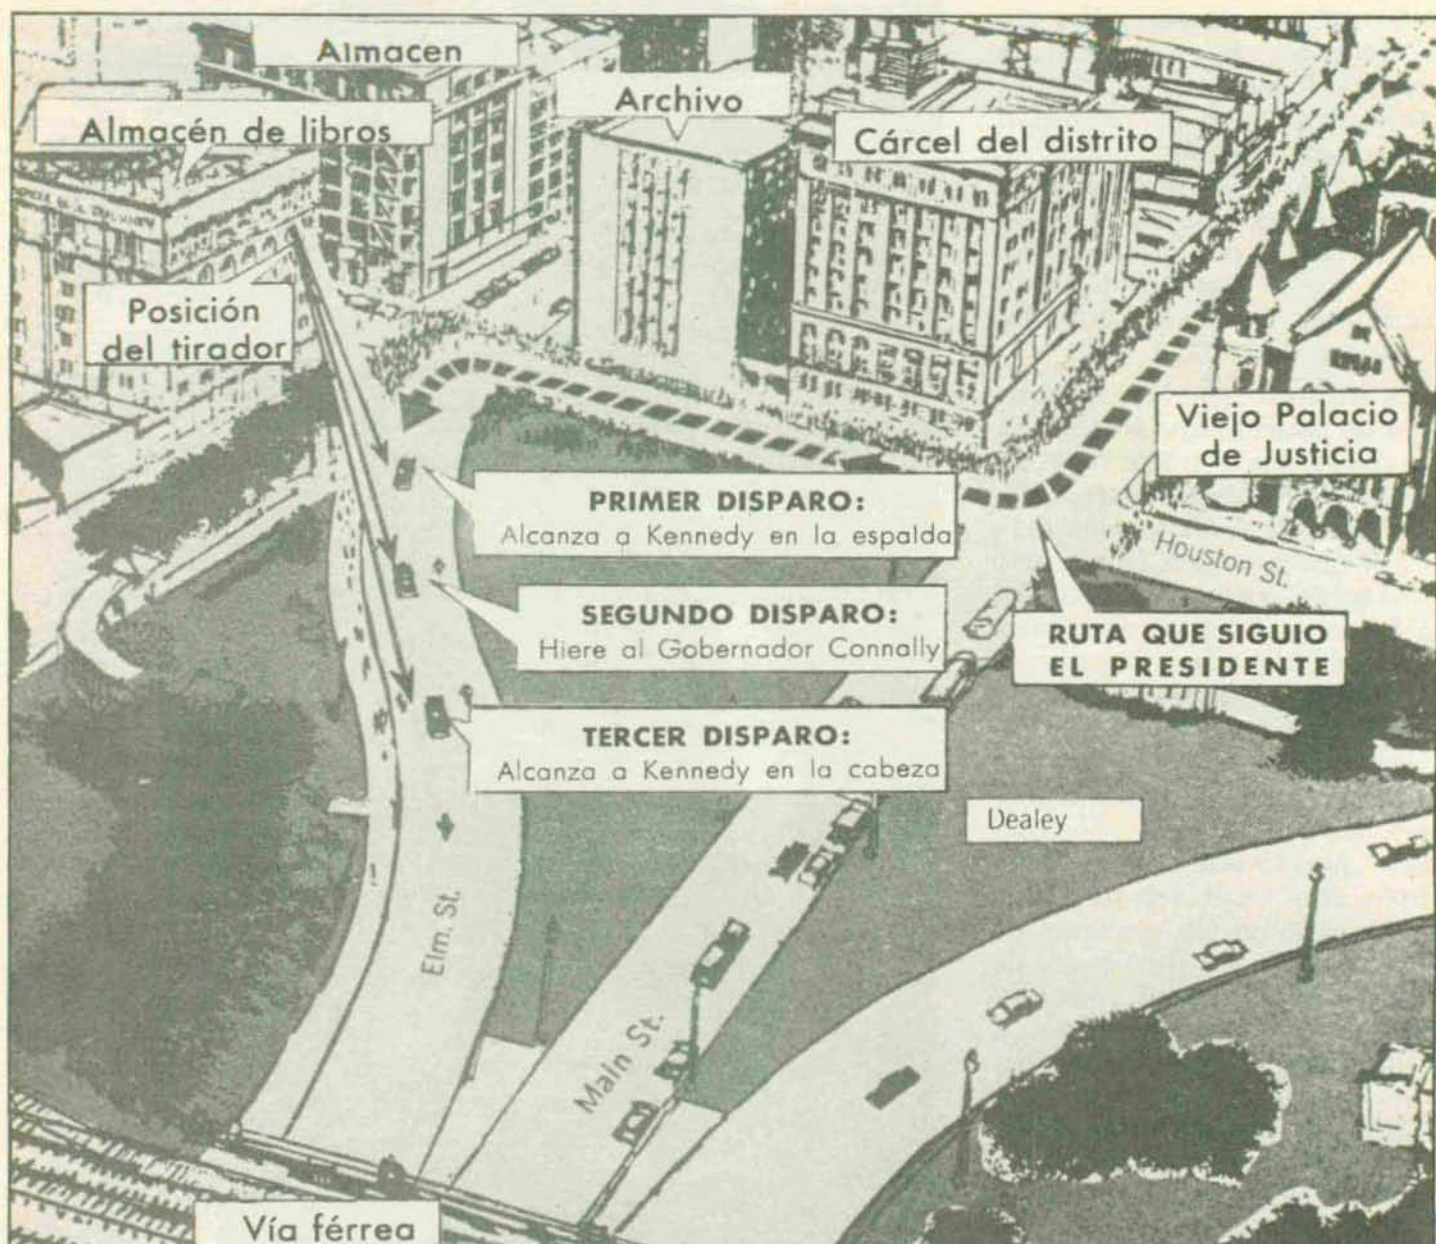 Almacen
Archivo
Almacén de libros
Cárcel del distrito
Posición
del tirador
Viejo Palacio
de Justicia
PRIMER DISPARO:
Alcanza a Kennedy en la espalda
Houston St.
SEGUNDO DISPARO:
Hiere al Gobernador Connally
RUTA QUE SIGUIO
EL PRESIDENTE
TERCER DISPARO:
Alcanza a Kennedy en la cabeza
Dealey
Elm. St.
Main St.
Vía férrea